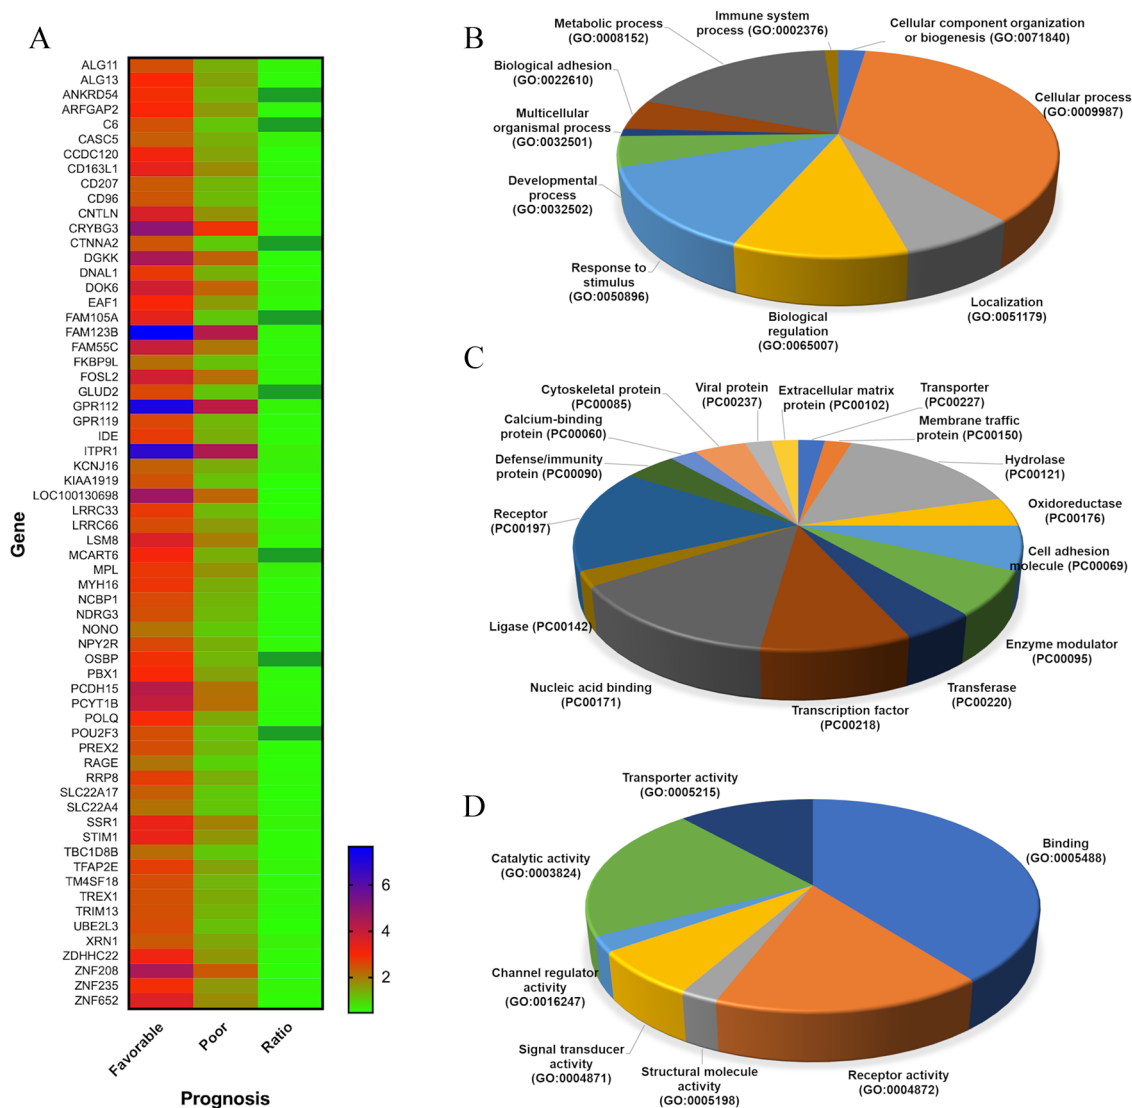 A
ALG11
ALG13
ANKRD54
ARFGAP2
C6
CASC5
CCDC120
CD163L1
CD207
CD96
CNTLN
CRYBG3
CTNNA2
DGKK
DNAL1
DOK6
EAF1
FAM105A
FAM123B
FAM55C
FKBP9L
FOSL2
GLUD2
GPR112
GPR119
IDE
ITPR1
KCNJ16
KIAA1919
LOC100130698
LRRC33
LRRC66
LSM8
MCART6
MPL
MYH16
NCBP1
NDRG3
NONO
NPY2R
OSBP
PBX1
PCDH15
PCYT1B
POLQ
POU2F3
PREX2
RAGE
RRP8
SLC22A17
SLC22A4
SSR1
STIM1
TBC1D8B
TFAP2E
TM4SF18
TREX1
TRIM13
UBE2L3
XRN1
ZDHHC22
ZNF208
ZNF235
ZNF652
Gene
Favorable
Poor
Ratio
Prognosis
6
4
2
B
Immune system
process (GO:0002376)
Cellular component organization
or biogenesis (GO:0071840)
Metabolic process
(GO:0008152)
Biological adhesion
(GO:0022610)
Cellular process
(GO:0009987)
Multicellular
organismal process
(GO:0032501)
Developmental
process
(GO:0032502)
Response to
stimulus
(GO:0050896)
Biological
regulation
(GO:0065007)
Localization
(GO:0051179)
C
Cytoskeletal protein
(PC00085)
Viral protein
(PC00237)
Extracellular matrix
protein (PC00102)
Transporter
(PC00227)
Membrane traffic
protein (PC00150)
Calcium-binding
protein (PC00060)
Defense/immunity
protein (PC00090)
Hydrolase
(PC00121)
Receptor
(PC00197)
Oxidoreductase
(PC00176)
Cell adhesion
molecule (PC00069)
Ligase (PC00142)
Enzyme modulator
(PC00095)
Nucleic acid binding
(PC00171)
Transcription factor
(PC00218)
Transferase
(PC00220)
D
Transporter activity
(GO:0005215)
Binding
(GO:0005488)
Catalytic activity
(GO:0003824)
Channel regulator
activity
(GO:0016247)
Signal transducer
activity
(GO:0004871)
Structural molecule
activity
(GO:0005198)
Receptor activity
(GO:0004872)